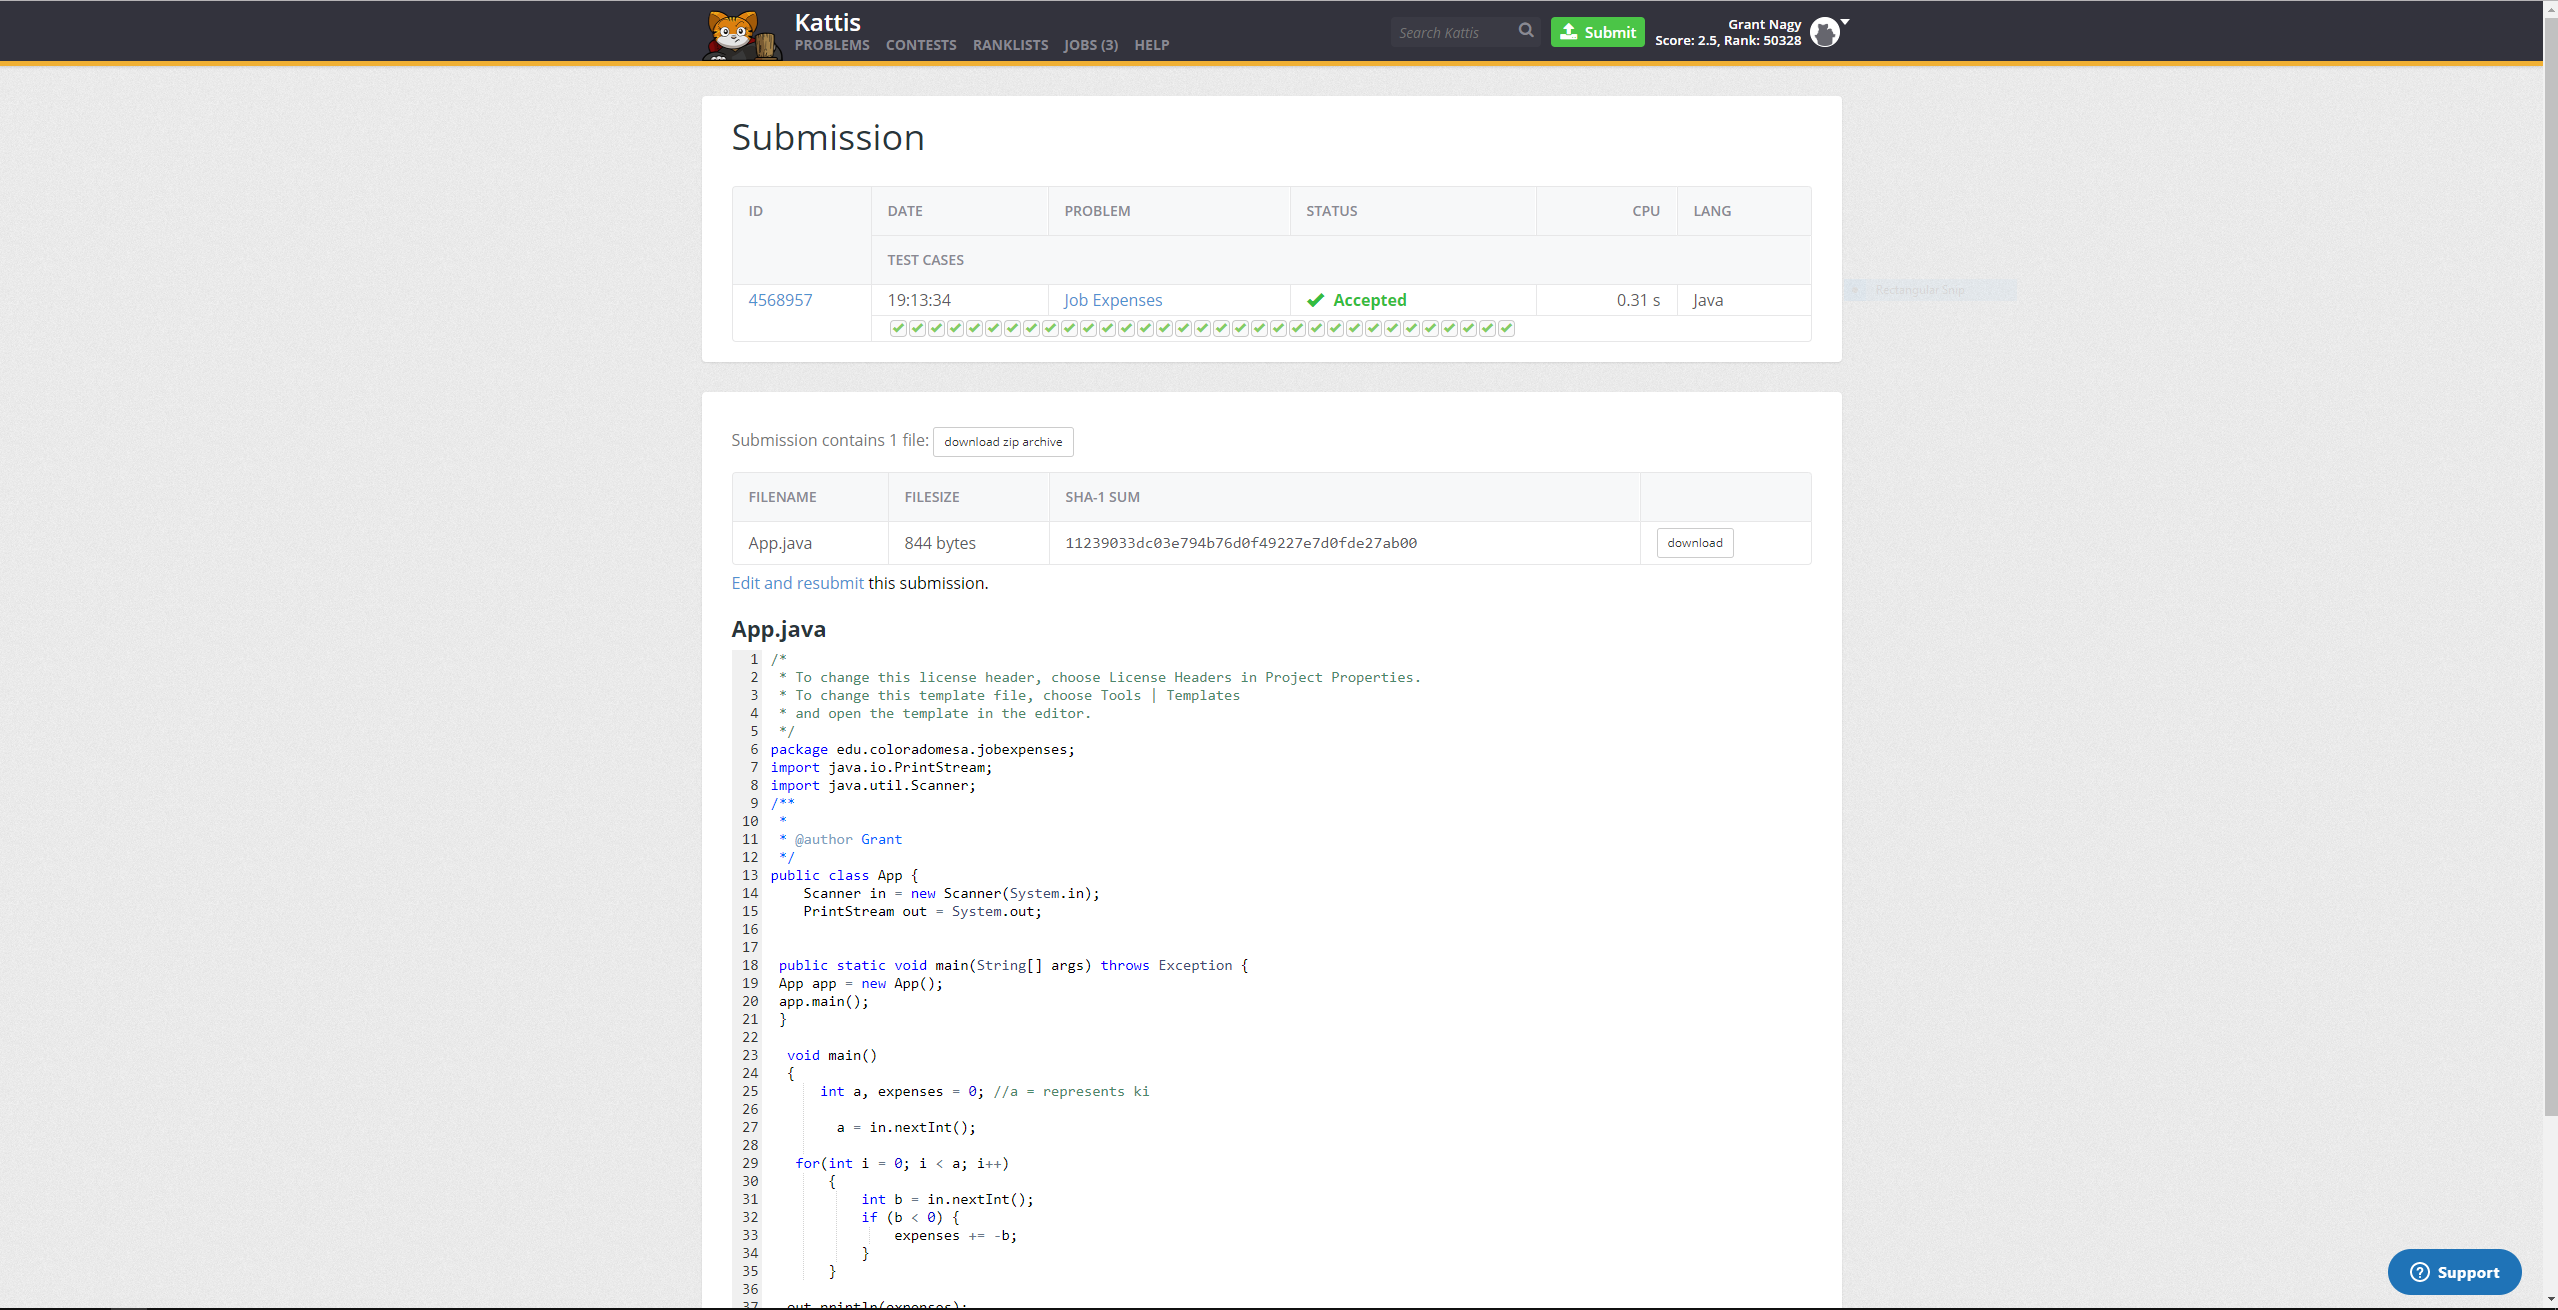 Kattis
PROBLEMS CONTESTS RANKLISTS JOBS (3) HELP
Search Kattis
Submit
Grant Nagy
Score: 2.5, Rank: 50328
Submission
ID DATE PROBLEM STATUS CPU LANG
TEST CASES
4568957 19:13:34 Job Expenses Accepted 0.31 s Java
Rectangular Snip
Submission contains 1 file: download zip archive
FILENAME FILESIZE SHA-1 SUM
App.java 844 bytes 11239033dc03e794b76d0f49227e7d0fde27ab00 download
Edit and resubmit this submission.
App.java
1 /*
2 * To change this license header, choose License Headers in Project Properties.
3 * To change this template file, choose Tools | Templates
4 * and open the template in the editor.
5 */
6 package edu.coloradomesa.jobexpenses;
7 import java.io.PrintStream;
8 import java.util.Scanner;
9 /**
10 *
11 * @author Grant
12 */
13 public class App {
14 Scanner in = new Scanner(System.in);
15 PrintStream out = System.out;
16
17
18 public static void main(String[] args) throws Exception {
19 App app = new App();
20 app.main();
21 }
22
23 void main()
24 {
25 int a, expenses = 0; //a = represents ki
26
27 a = in.nextInt();
28
29 for(int i = 0; i < a; i++)
30 {
31 int b = in.nextInt();
32 if (b < 0) {
33 expenses += -b;
34 }
35 }
36
37 out.println(expenses);
Support